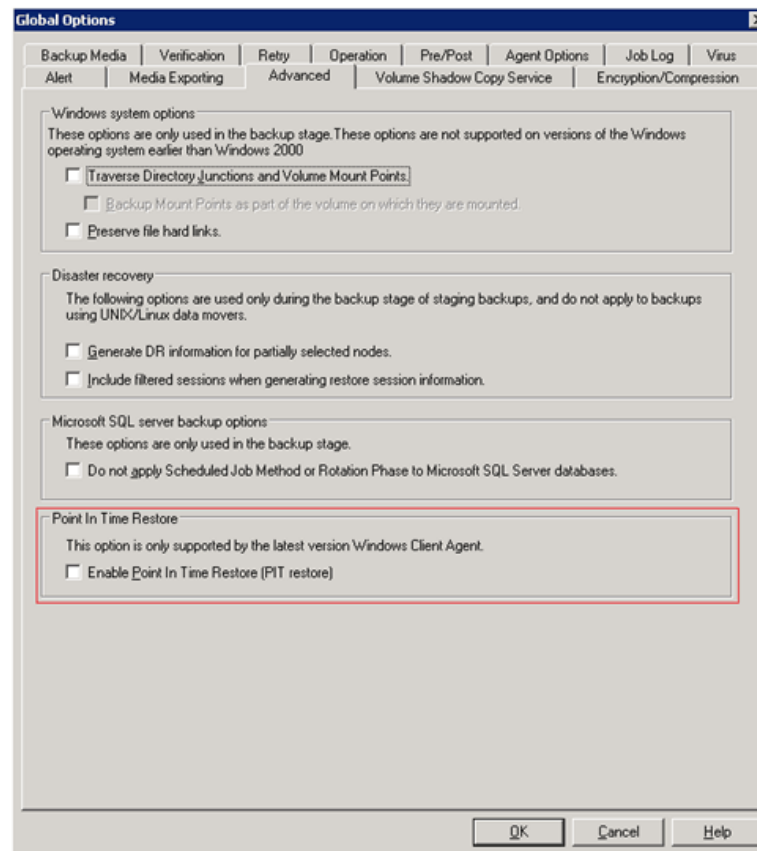 Global Options
Backup Media
Verification
Retry
Operation
Pre/Post
Agent Options
Job Log
Virus
Alert
Media Exporting
Advanced
Volume Shadow Copy Service
Encryption/Compression
Windows system options
These options are only used in the backup stage.These options are not supported on versions of the Windows
operating system earlier than Windows 2000
Traverse Directory Junctions and Volume Mount Points.
Backup Mount Points as part of the volume on which they are mounted.
Preserve file hard links.
Disaster recovery
The following options are used only during the backup stage of staging backups, and do not apply to backups
using UNIX/Linux data movers.
Generate DR information for partially selected nodes.
Include filtered sessions when generating restore session information.
Microsoft SQL server backup options
These options are only used in the backup stage.
Do not apply Scheduled Job Method or Rotation Phase to Microsoft SQL Server databases.
Point In Time Restore
This option is only supported by the latest version Windows Client Agent.
Enable Point In Time Restore (PIT restore)
OK
Cancel
Help